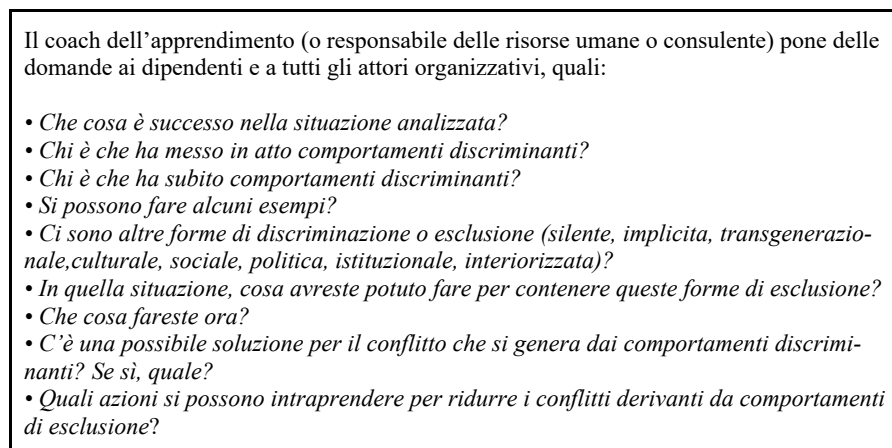 Il coach dell’apprendimento (o responsabile delle risorse umane o consulente) pone delle
domande ai dipendenti e a tutti gli attori organizzativi, quali:
• Che cosa è successo nella situazione analizzata?
• Chi è che ha messo in atto comportamenti discriminanti?
• Chi è che ha subito comportamenti discriminanti?
• Si possono fare alcuni esempi?
• Ci sono altre forme di discriminazione o esclusione (silente, implicita, transgenerazio-
nale,culturale, sociale, politica, istituzionale, interiorizzata)?
• In quella situazione, cosa avreste potuto fare per contenere queste forme di esclusione?
• Che cosa fareste ora?
• C’è una possibile soluzione per il conflitto che si genera dai comportamenti discrimi-
nanti? Se sì, quale?
• Quali azioni si possono intraprendere per ridurre i conflitti derivanti da comportamenti
di esclusione?